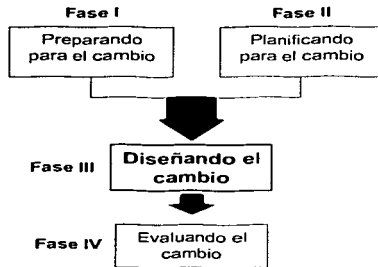 Fase I
Fase II
Preparando
para el cambio
Planificando
para el cambio
Fase III
Diseñando el
cambio
Fase IV
Evaluando el
cambio